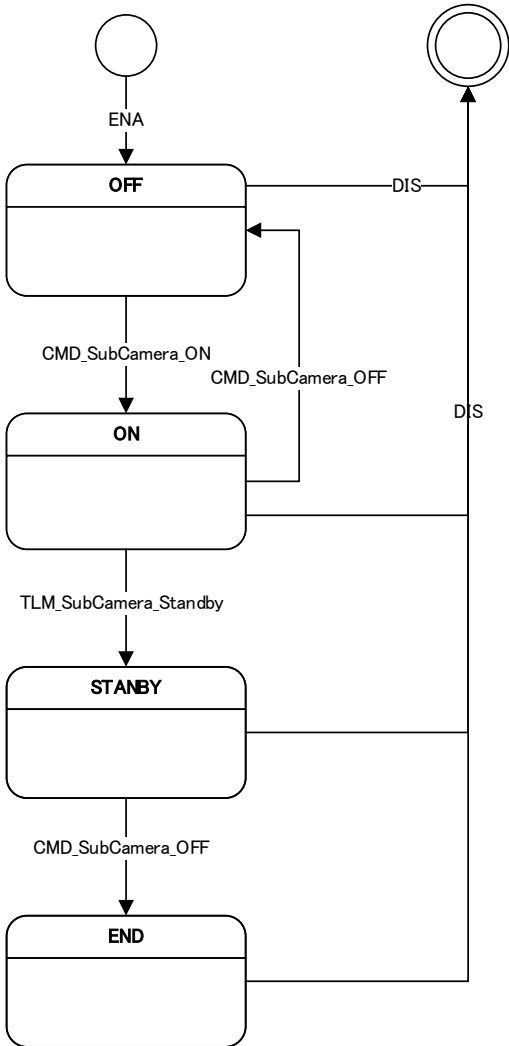 ENA
OFF
DIS
CMD_SubCamera_ON
CMD_SubCamera_OFF
DIS
ON
TLM_SubCamera_Standby
STANBY
CMD_SubCamera_OFF
END